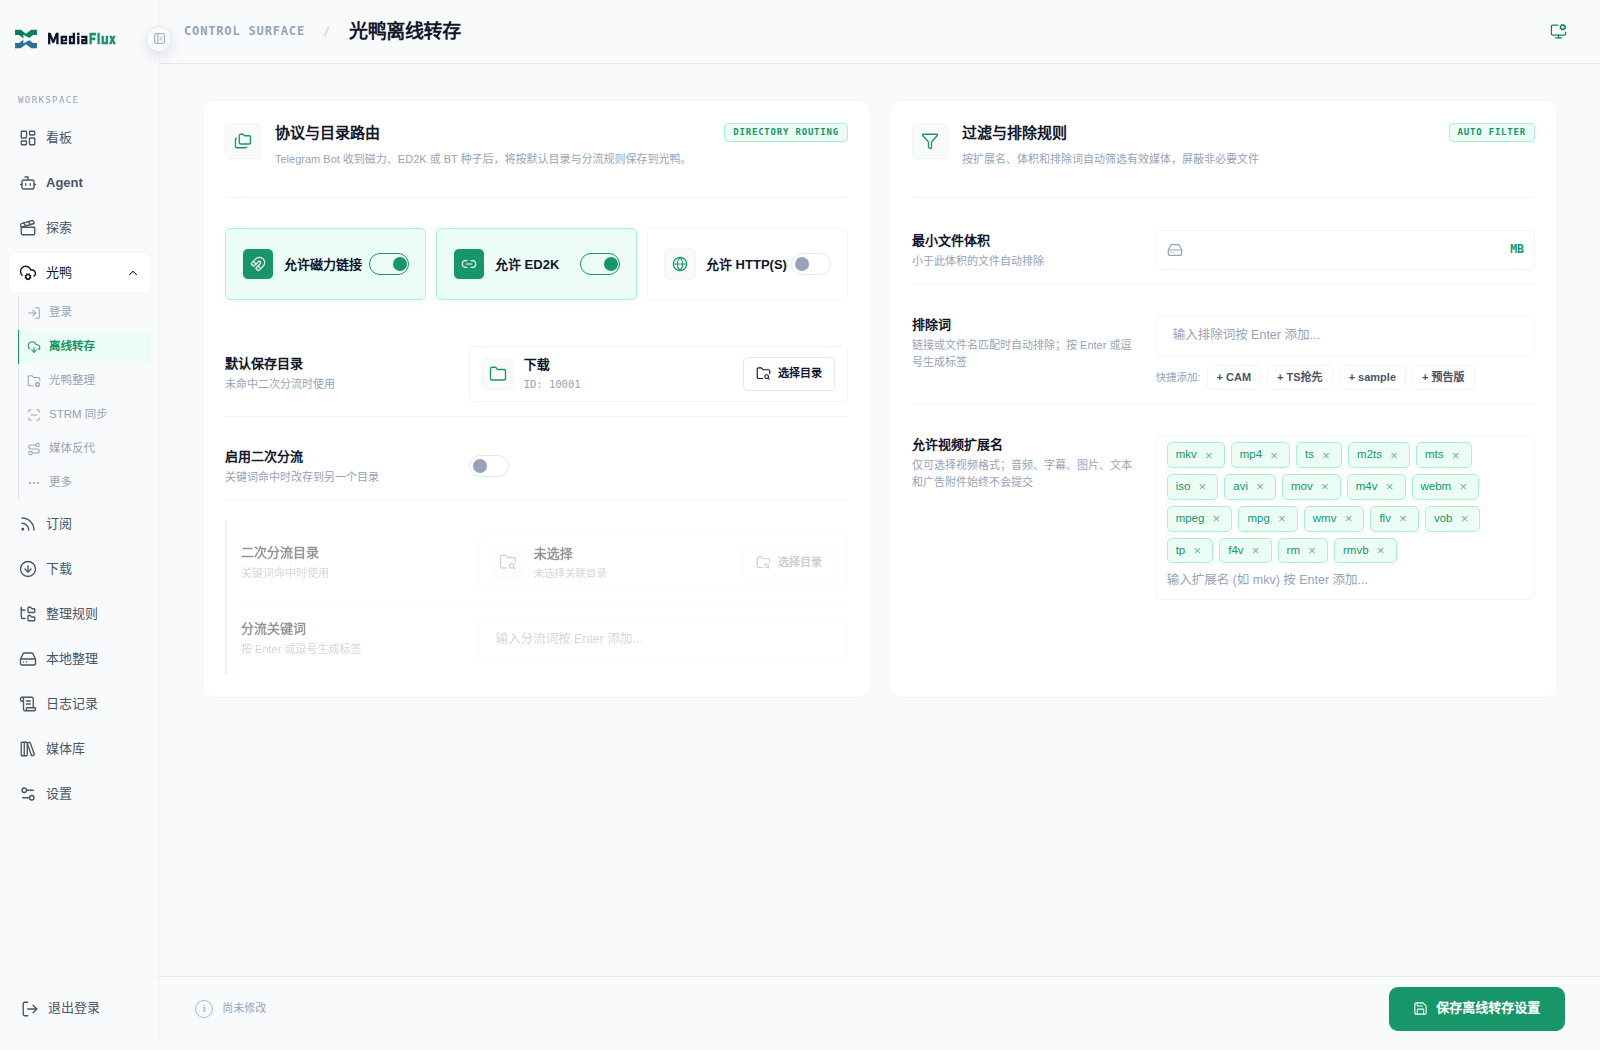 MediaFlux
CONTROL SURFACE / 光鸭离线转存
WORKSPACE
看板
Agent
探索
光鸭
登录
离线转存
光鸭整理
STRM 同步
媒体反代
更多
订阅
下载
整理规则
本地整理
日志记录
媒体库
设置
退出登录
协议与目录路由
DIRECTORY ROUTING
Telegram Bot 收到磁力、ED2K 或 BT 种子后，将按默认目录与分流规则保存到光鸭。
允许磁力链接
允许 ED2K
允许 HTTP(S)
默认保存目录
未命中二次分流时使用
下载
ID: 10001
选择目录
启用二次分流
关键词命中时改存到另一个目录
二次分流目录
关键词命中时使用
未选择
未选择关联目录
选择目录
分流关键词
按 Enter 或逗号生成标签
输入分流词按 Enter 添加...
过滤与排除规则
AUTO FILTER
按扩展名、体积和排除词自动筛选有效媒体，屏蔽非必要文件
最小文件体积
小于此体积的文件自动排除
MB
排除词
链接或文件名匹配时自动排除；按 Enter 或逗
号生成标签
输入排除词按 Enter 添加...
快捷添加: + CAM + TS抢先 + sample + 预告版
允许视频扩展名
仅可选择视频格式；音频、字幕、图片、文本
和广告附件始终不会提交
mkv × mp4 × ts × m2ts × mts ×
iso × avi × mov × m4v × webm ×
mpeg × mpg × wmv × flv × vob ×
tp × f4v × rm × rmvb ×
输入扩展名 (如 mkv) 按 Enter 添加...
尚未修改
保存离线转存设置